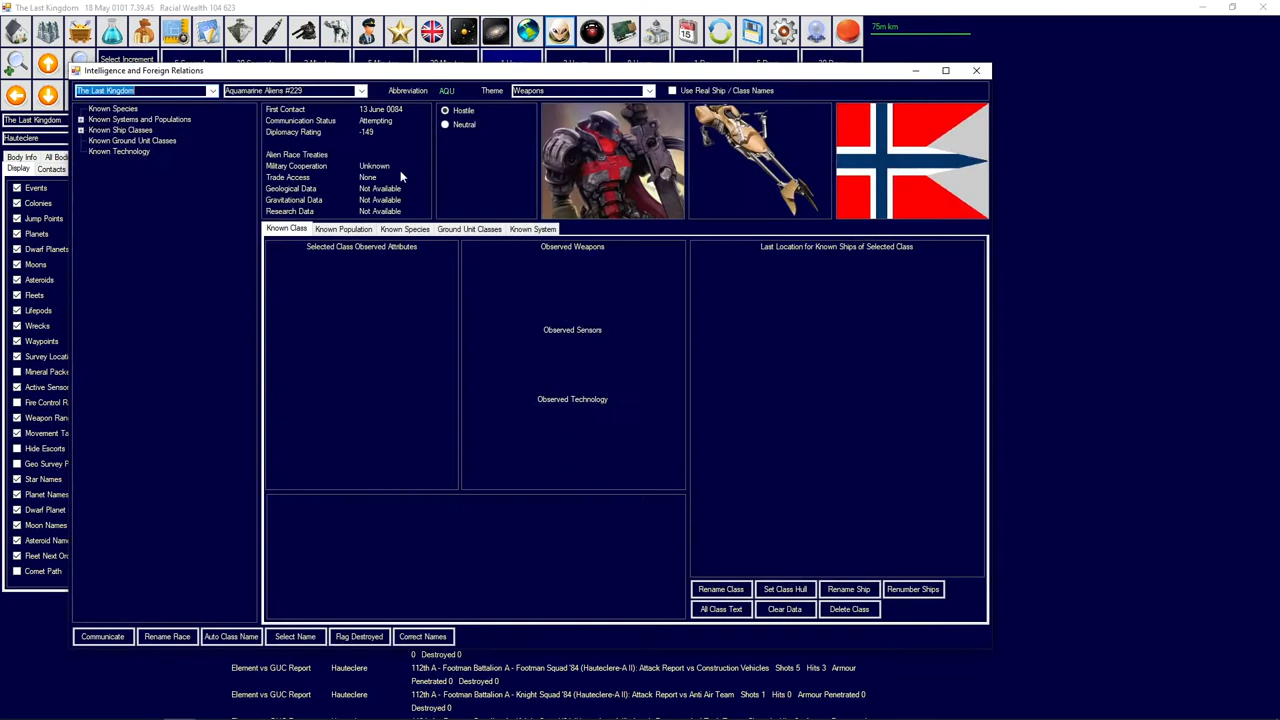 The Last Kingdom 18 May 0101 7.39.45 Racial Wealth 104 623
75m km
Select Increment
Intelligence and Foreign Relations
The Last Kingdom Aquamarine Aliens #229 Abbreviation AQU Theme Weapons Use Real Ship / Class Names
The Last Kingdom
Hauteclere
Body Info All Bodi
Display Contacts
Events
Colonies
Jump Points
Planets
Dwarf Planets
Moons
Asteroids
Fleets
Lifepods
Wrecks
Waypoints
Survey Locati
Mineral Packe
Active Sensor
Fire Control R
Weapon Ran
Movement Ta
Hide Escorts
Geo Survey P
Star Names
Planet Names
Dwarf Planet
Moon Names
Asteroid Name
Fleet Next Ord
Comet Path
Known Species
Known Systems and Populations
Known Ship Classes
Known Ground Unit Classes
Known Technology
First Contact 13 June 0084
Communication Status Attempting
Diplomacy Rating -149
Alien Race Treaties
Military Cooperation Unknown
Trade Access None
Geological Data Not Available
Gravitational Data Not Available
Research Data Not Available
Hostile
Neutral
Known Class Known Population Known Species Ground Unit Classes Known System
Selected Class Observed Attributes
Observed Weapons
Observed Sensors
Observed Technology
Last Location for Known Ships of Selected Class
Rename Class Set Class Hull Rename Ship Renumber Ships
All Class Text Clear Data Delete Class
Communicate Rename Race Auto Class Name Select Name Flag Destroyed Correct Names
0 Destroyed 0
Element vs GUC Report Hauteclere 112th A - Footman Battalion A - Footman Squad '84 (Hauteclere-A II): Attack Report vs Construction Vehicles Shots 5 Hits 3 Armour
Penetrated 0 Destroyed 0
Element vs GUC Report Hauteclere 112th A - Footman Battalion A - Knight Squad '84 (Hauteclere-A II): Attack Report vs Anti Air Team Shots 1 Hits 0 Armour Penetrated 0
Destroyed 0